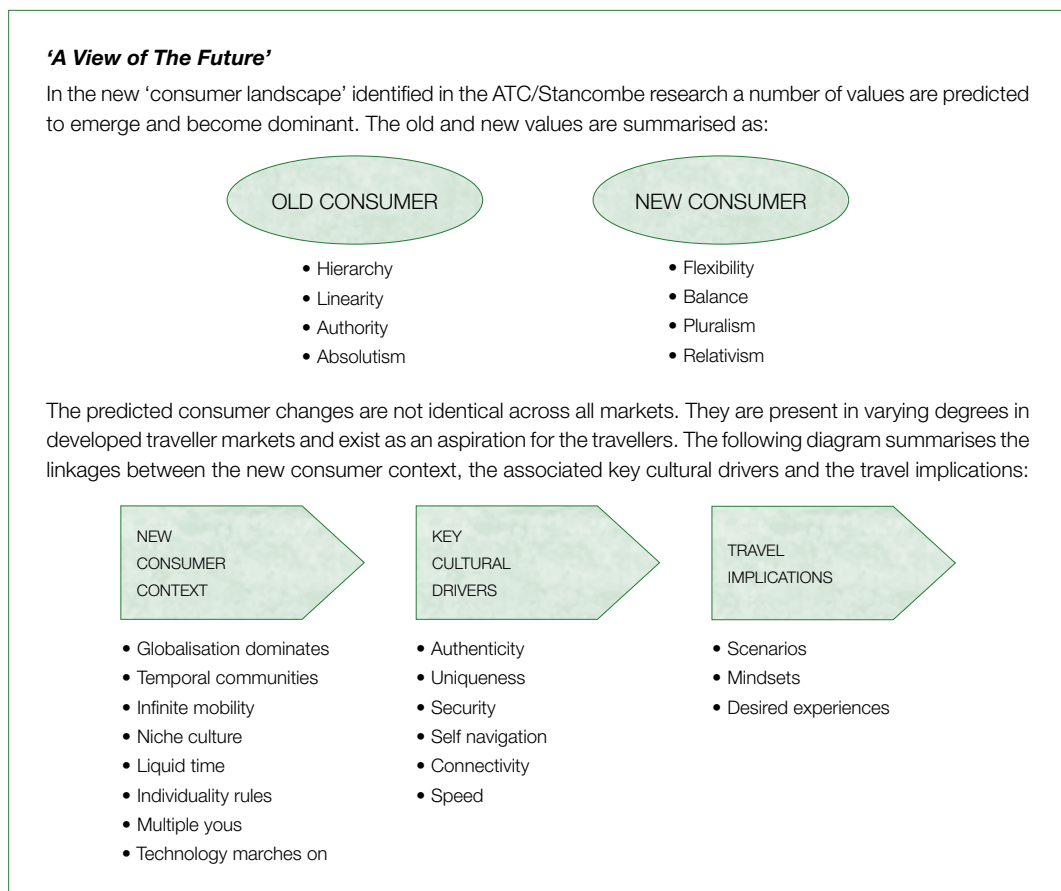 ‘A View of The Future’
In the new ‘consumer landscape’ identified in the ATC/Stancombe research a number of values are predicted
to emerge and become dominant. The old and new values are summarised as:
OLD CONSUMER
• Hierarchy
• Linearity
• Authority
• Absolutism
NEW CONSUMER
• Flexibility
• Balance
• Pluralism
• Relativism
The predicted consumer changes are not identical across all markets. They are present in varying degrees in
developed traveller markets and exist as an aspiration for the travellers. The following diagram summarises the
linkages between the new consumer context, the associated key cultural drivers and the travel implications:
NEW
CONSUMER
CONTEXT
• Globalisation dominates
• Temporal communities
• Infinite mobility
• Niche culture
• Liquid time
• Individuality rules
• Multiple yous
• Technology marches on
KEY
CULTURAL
DRIVERS
• Authenticity
• Uniqueness
• Security
• Self navigation
• Connectivity
• Speed
TRAVEL
IMPLICATIONS
• Scenarios
• Mindsets
• Desired experiences